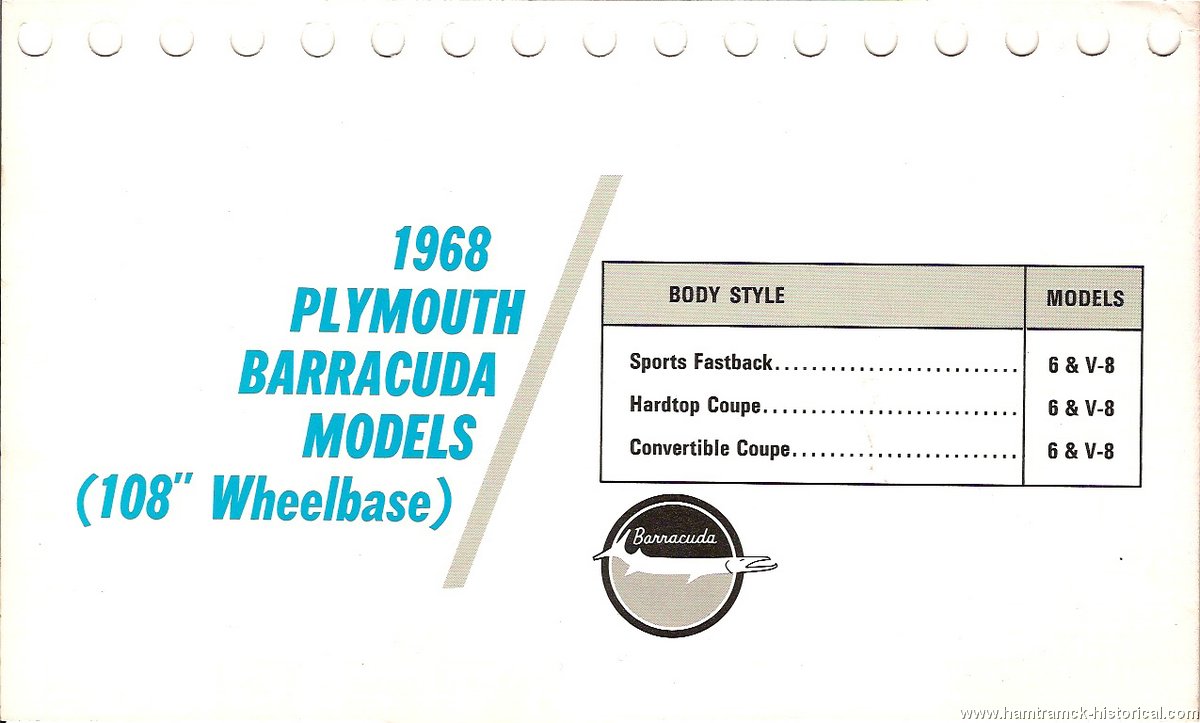 1968
PLYMOUTH
BARRACUDA
MODELS
(108" Wheelbase)
BODY STYLE MODELS
Sports Fastback........................... 6 & V-8
Hardtop Coupe............................ 6 & V-8
Convertible Coupe......................... 6 & V-8
Barracuda
www.hamtramck-historical.com